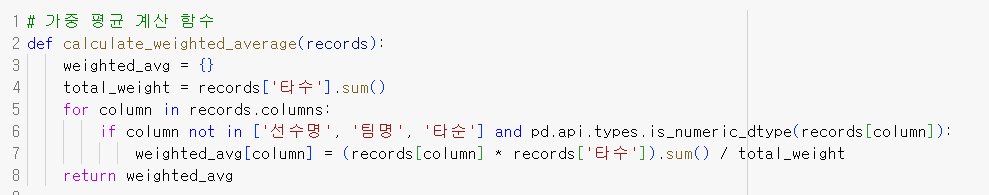 1 # 가중 평균 계산 함수
2 def calculate_weighted_average(records):
3     weighted_avg = {}
4     total_weight = records['타수'].sum()
5     for column in records.columns:
6         if column not in ['선수명', '팀명', '타순'] and pd.api.types.is_numeric_dtype(records[column]):
7             weighted_avg[column] = (records[column] * records['타수']).sum() / total_weight
8     return weighted_avg